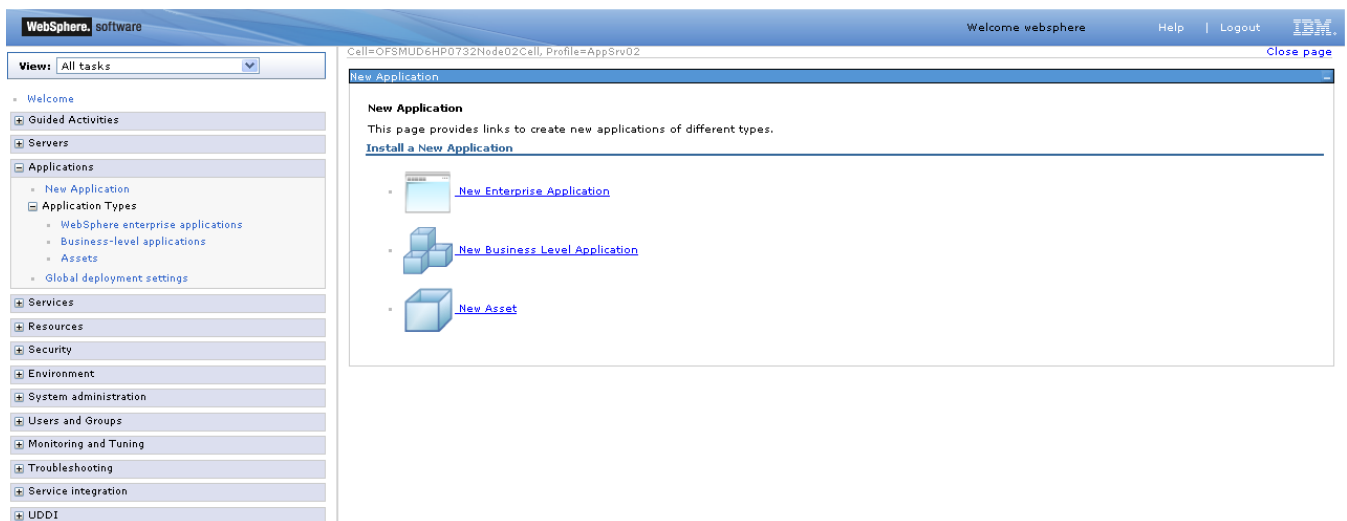 WebSphere. software
Welcome websphere
Help | Logout
IBM.
View: All tasks
Cell=OFSMUD6HP0732Node02Cell, Profile=AppSrv02
Close page
Welcome
Guided Activities
Servers
Applications
New Application
Application Types
WebSphere enterprise applications
Business-level applications
Assets
Global deployment settings
Services
Resources
Security
Environment
System administration
Users and Groups
Monitoring and Tuning
Troubleshooting
Service integration
UDDI
New Application
New Application
This page provides links to create new applications of different types.
Install a New Application
New Enterprise Application
New Business Level Application
New Asset